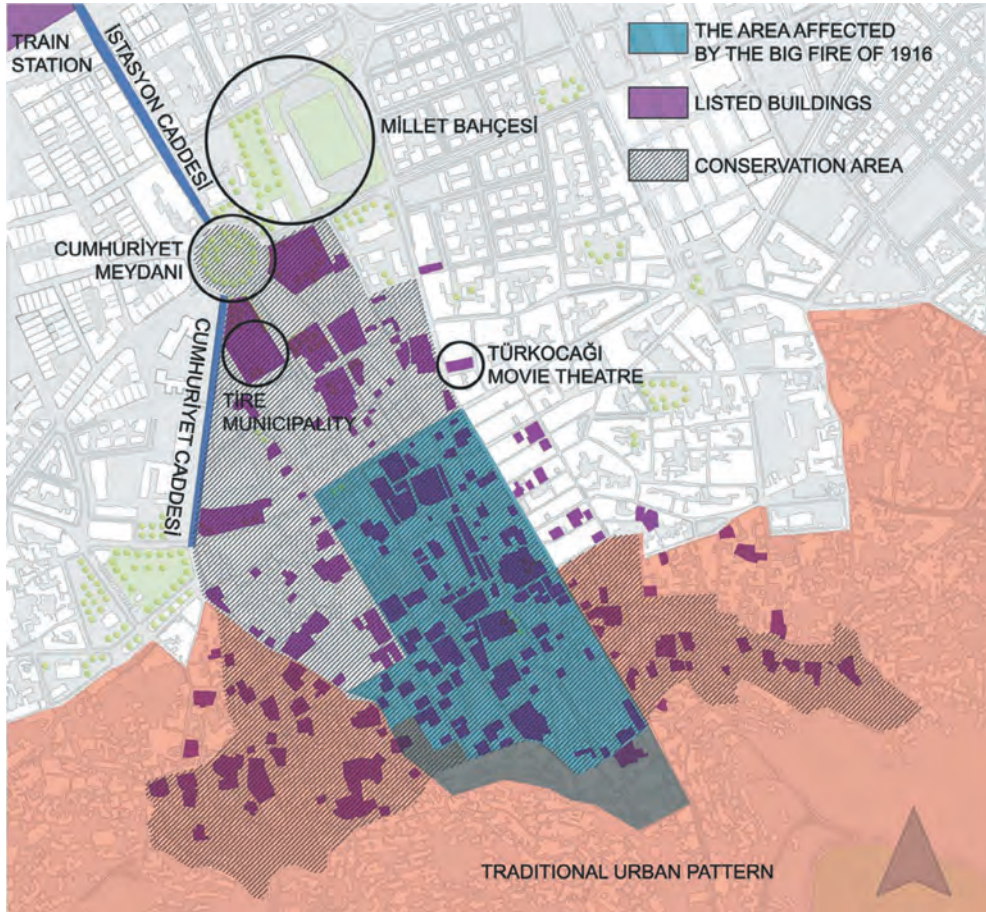 TRAIN
STATION
İSTASYON CADDESİ
MİLLET BAHÇESİ
CUMHURİYET
MEYDANI
CUMHURİYET CADDESİ
TİRE
MUNICIPALITY
TÜRKOCAĞI
MOVIE THEATRE
THE AREA AFFECTED
BY THE BIG FIRE OF 1916
LISTED BUILDINGS
CONSERVATION AREA
TRADITIONAL URBAN PATTERN